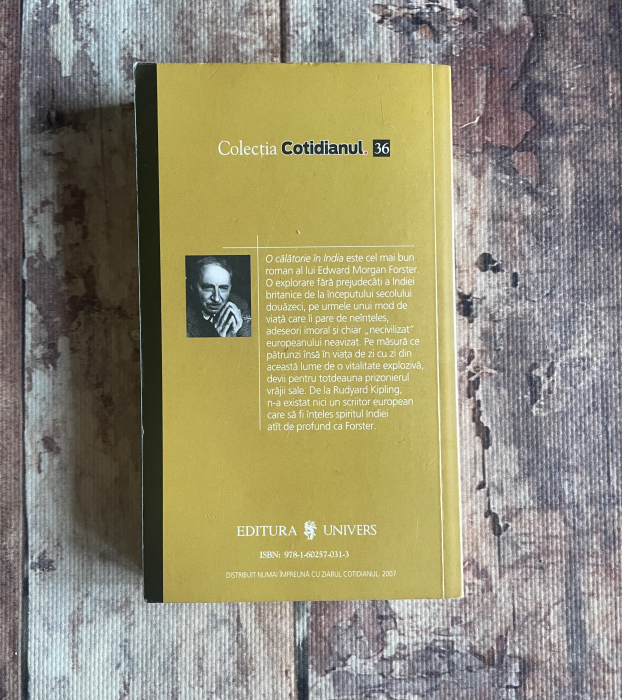 Colecția Cotidianul. 36
O călătorie în India este cel mai bun
roman al lui Edward Morgan Forster.
O explorare fără prejudecăți a Indiei
britanice de la începutului secolului
douăzeci, pe urmele unui mod de
viață care îi pare de neînțeles,
adeseori imoral și chiar „necivilizat”
europeanului neavizat. Pe măsură ce
pătrunzi însă în viața de zi cu zi din
această lume de o vitalitate explozivă,
devii pentru totdeauna prizonierul
vrăjii sale. De la Rudyard Kipling,
n-a existat nici un scriitor european
care să fi înțeles spiritul Indiei
atît de profund ca Forster.
EDITURA UNIVERS
ISBN: 978-1-60257-031-3
DISTRIBUIT NUMAI ÎMPREUNĂ CU ZIARUL COTIDIANUL. 2007